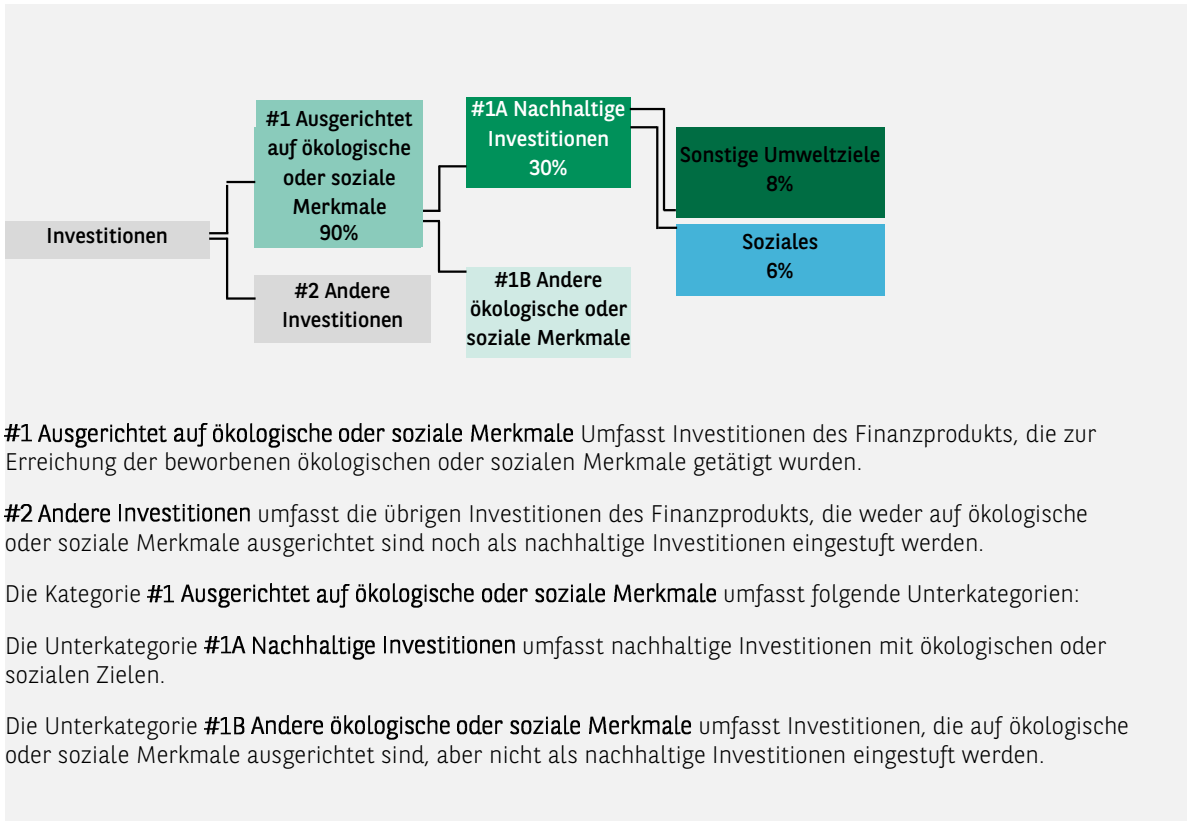 #1 Ausgerichtet
auf ökologische
oder soziale
Merkmale
90%
#1A Nachhaltige
Investitionen
30%
Sonstige Umweltziele
8%
Investitionen
Soziales
6%
#2 Andere
Investitionen
#1B Andere
ökologische oder
soziale Merkmale
#1 Ausgerichtet auf ökologische oder soziale Merkmale Umfasst Investitionen des Finanzprodukts, die zur
Erreichung der beworbenen ökologischen oder sozialen Merkmale getätigt wurden.
#2 Andere Investitionen umfasst die übrigen Investitionen des Finanzprodukts, die weder auf ökologische
oder soziale Merkmale ausgerichtet sind noch als nachhaltige Investitionen eingestuft werden.
Die Kategorie #1 Ausgerichtet auf ökologische oder soziale Merkmale umfasst folgende Unterkategorien:
Die Unterkategorie #1A Nachhaltige Investitionen umfasst nachhaltige Investitionen mit ökologischen oder
sozialen Zielen.
Die Unterkategorie #1B Andere ökologische oder soziale Merkmale umfasst Investitionen, die auf ökologische
oder soziale Merkmale ausgerichtet sind, aber nicht als nachhaltige Investitionen eingestuft werden.